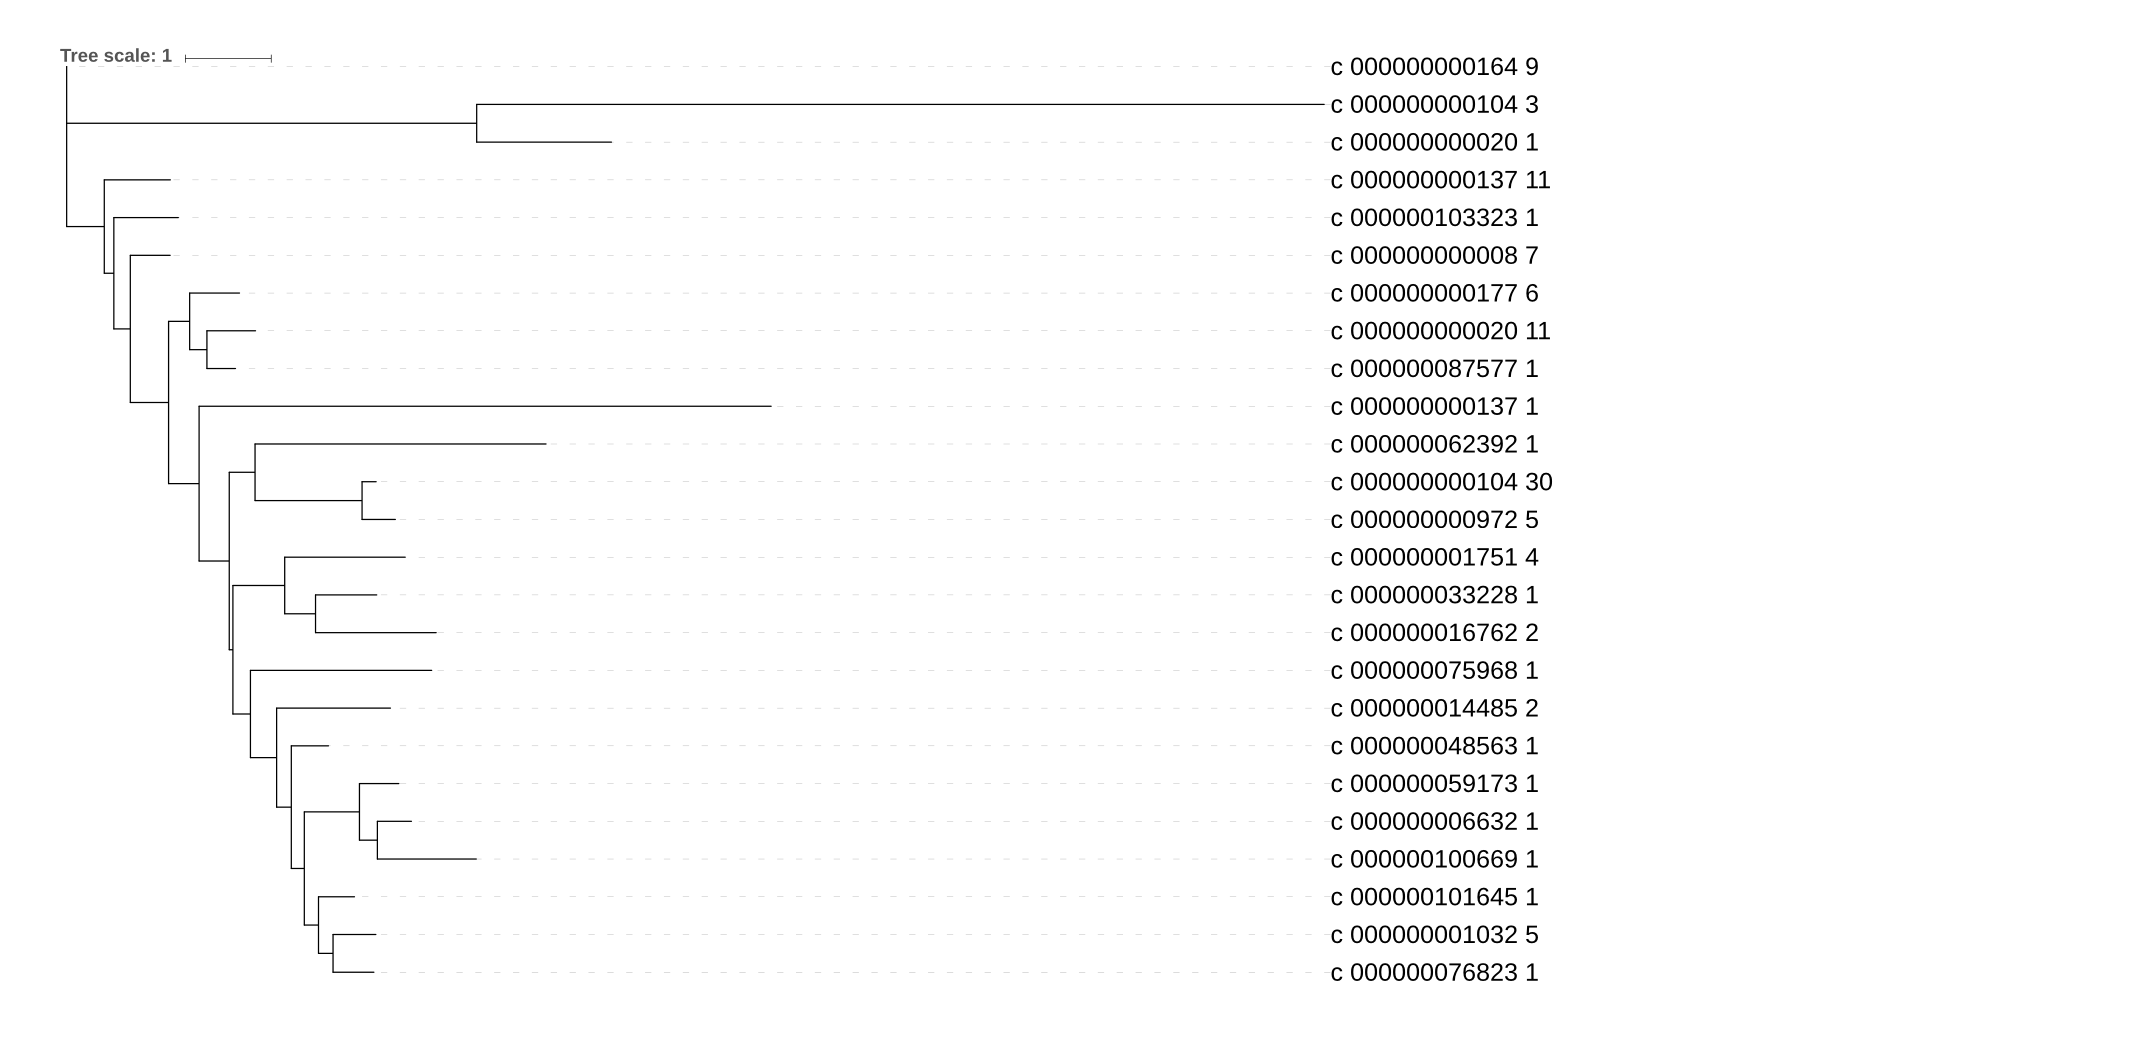 Tree scale: 1
c 000000000164 9
c 000000000104 3
c 000000000020 1
c 000000000137 11
c 000000103323 1
c 000000000008 7
c 000000000177 6
c 000000000020 11
c 000000087577 1
c 000000000137 1
c 000000062392 1
c 000000000104 30
c 000000000972 5
c 000000001751 4
c 000000033228 1
c 000000016762 2
c 000000075968 1
c 000000014485 2
c 000000048563 1
c 000000059173 1
c 000000006632 1
c 000000100669 1
c 000000101645 1
c 000000001032 5
c 000000076823 1